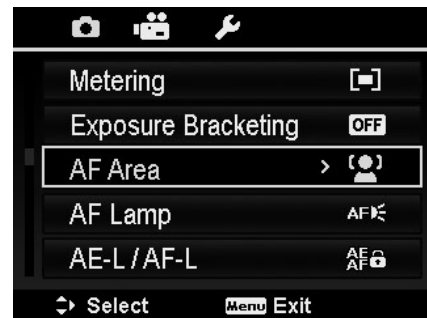 Metering
Exposure Bracketing OFF
AF Area >
AF Lamp AF
AE-L / AF-L AE AF
Select Menu Exit